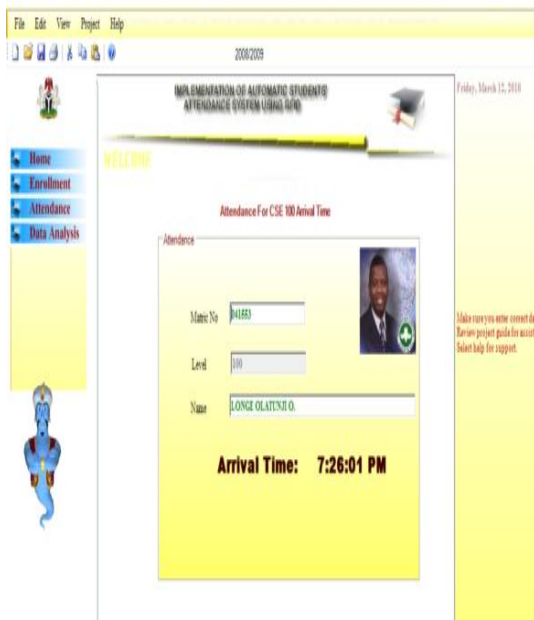 File Edit View Project Help
2008/2009
IMPLEMENTATION OF AUTOMATIC STUDENTS'
ATTENDANCE SYSTEM USING RFID
Friday, March 12, 2010
WELCOME
Home
Enrollment
Attendance
Data Analysis
Attendance For CSE 100 Arrival Time
Attendance
Matric No 041553
Level 100
Name LONGE OLATUNJI O.
Arrival Time: 7:26:01 PM
Make sure you enter correct da
Review project guide for assist
Select help for support.